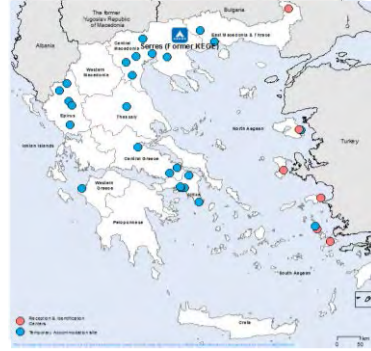 The former
Yugoslav Republic
of Macedonia
Bulgaria
Albania
Central
Macedonia
East Macedonia & Thrace
Serres (Former KEGE)
Western
Macedonia
Epirus
Thessaly
North Aegean
Turkey
Ionian Islands
Central Greece
Western
Greece
Attica
Peloponnese
South Aegean
Crete
Reception & Identification
Centers
Temporary Accommodation Site
0
50